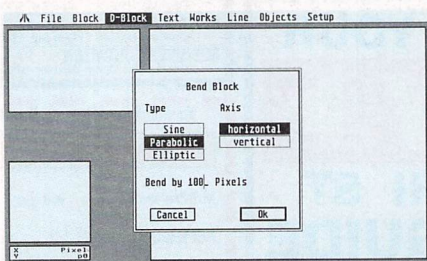 File Block D-Block Text Works Line Objects Setup
Bend Block
Type Axis
Sine horizontal
Parabolic vertical
Elliptic
Bend by 100_ Pixels
Cancel Ok
X Pixel
Y p0